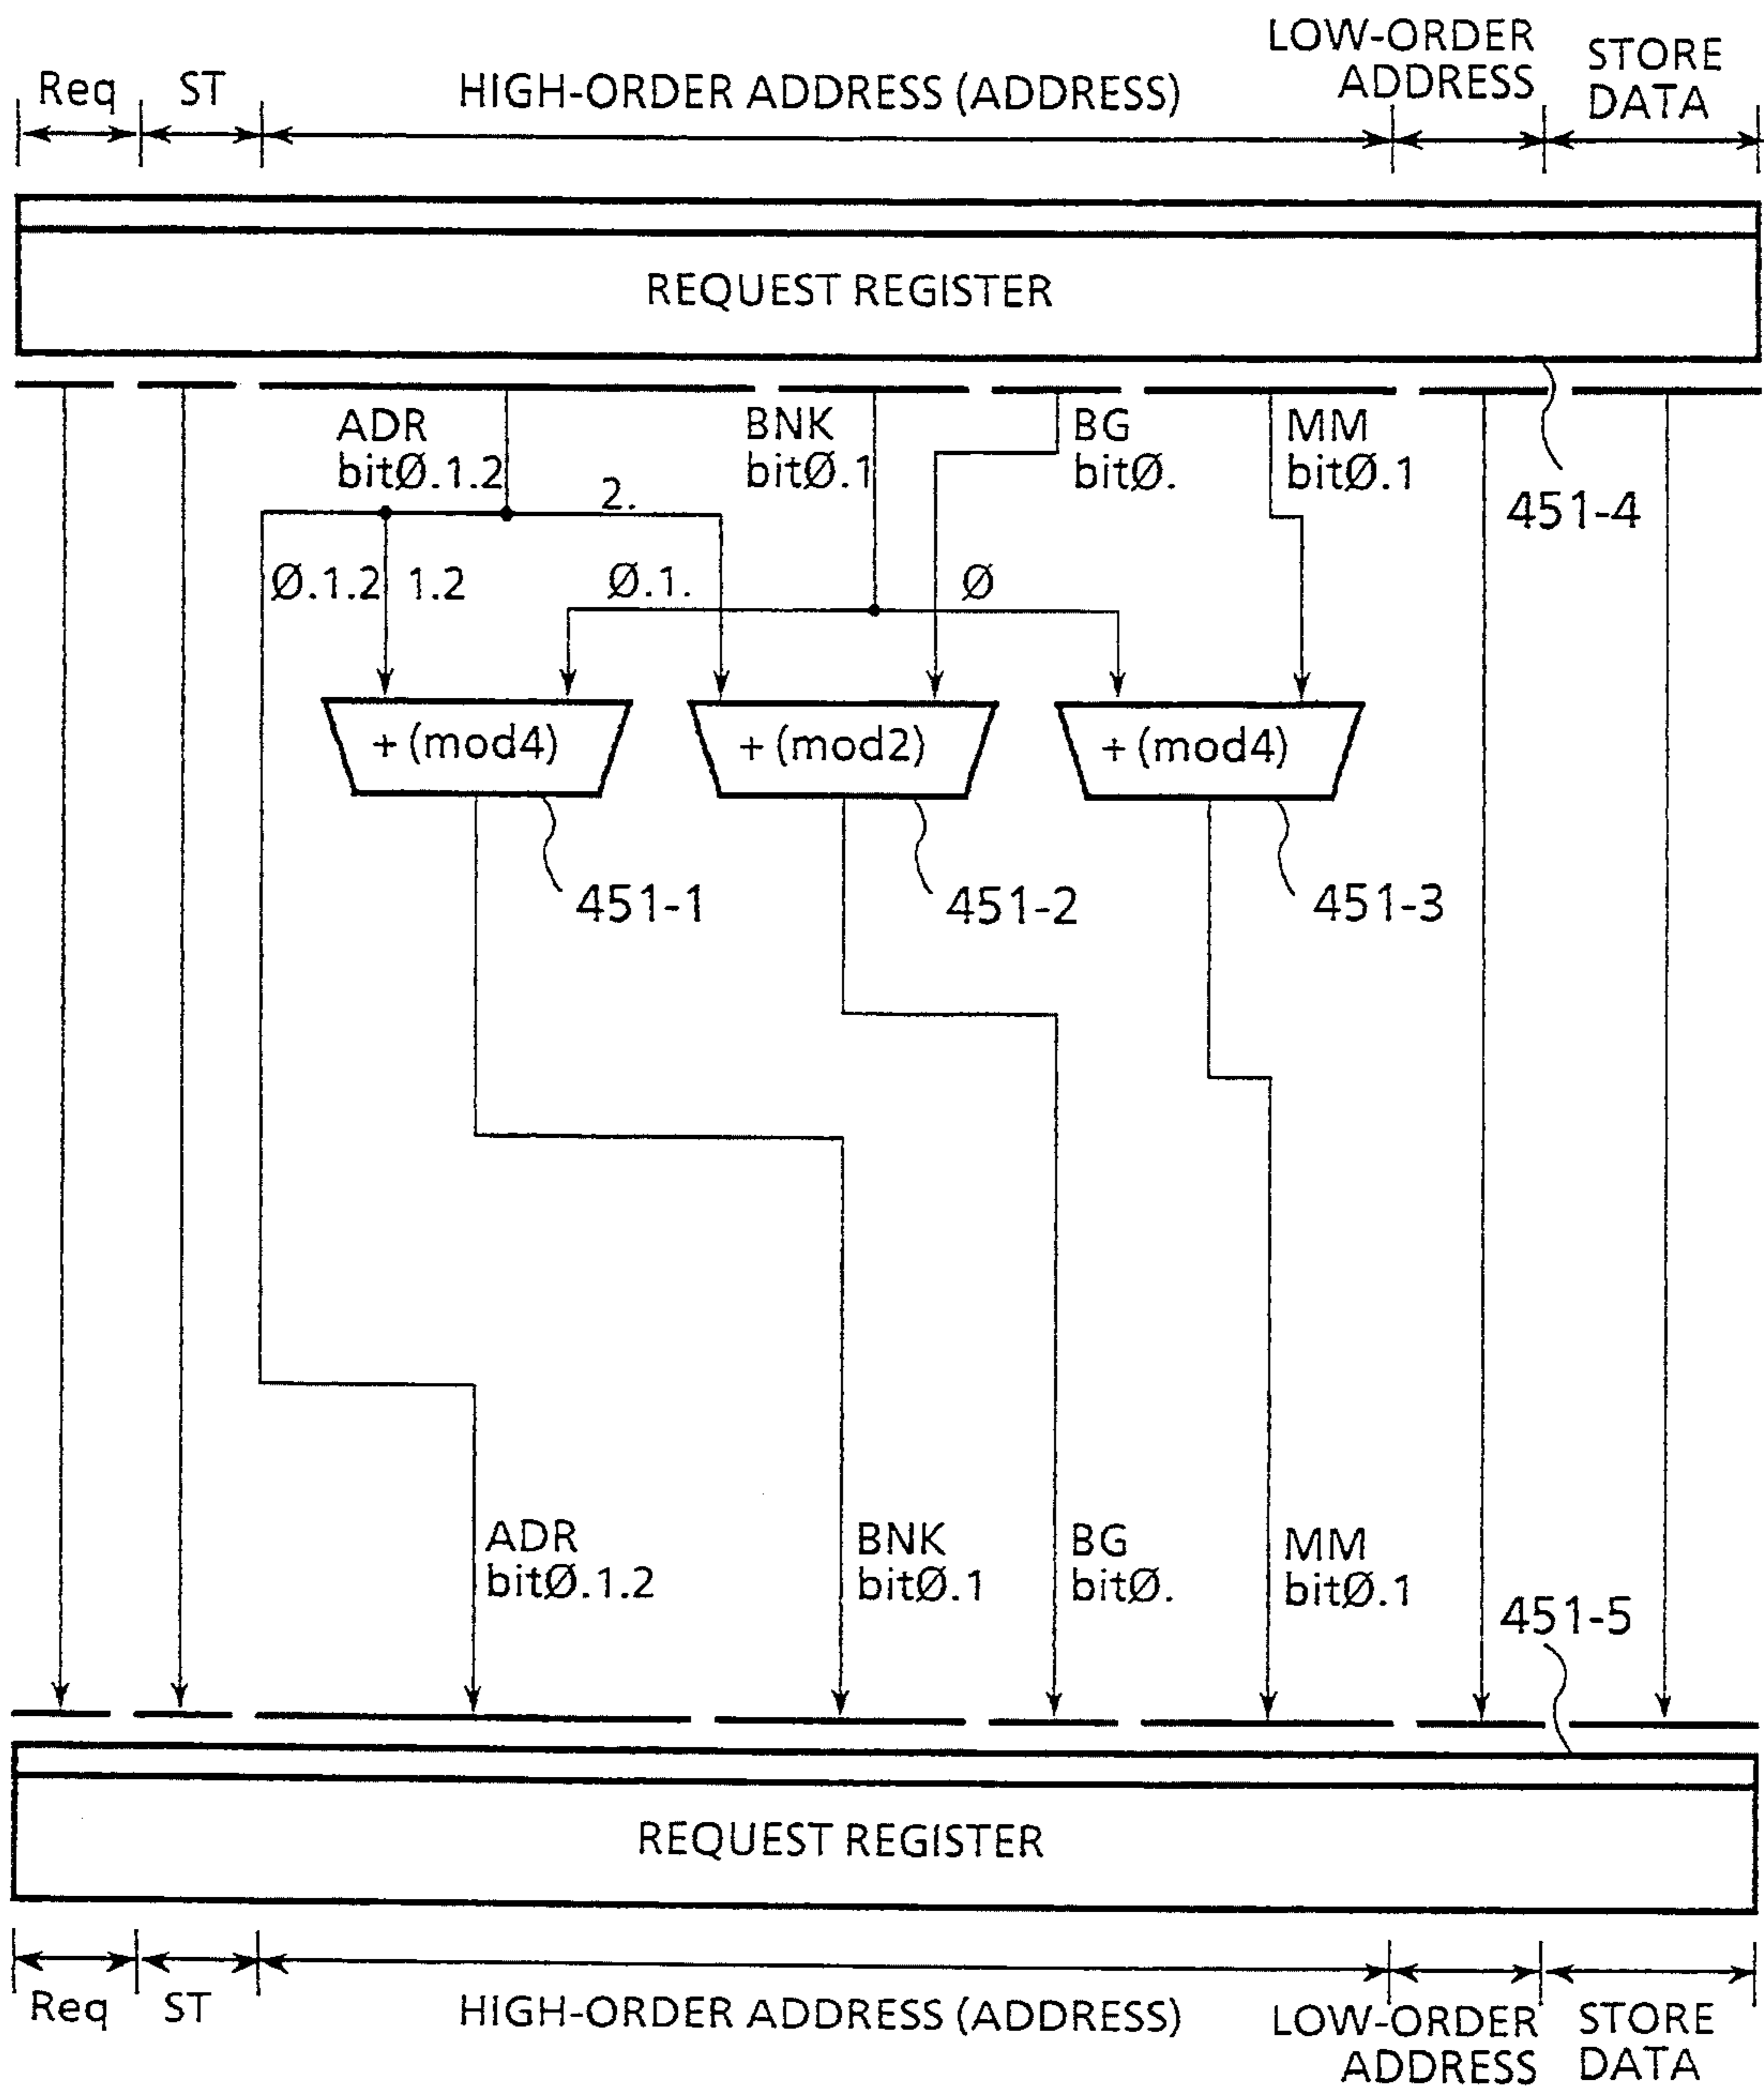 Req
ST
HIGH-ORDER ADDRESS (ADDRESS)
LOW-ORDER
ADDRESS
STORE
DATA
REQUEST REGISTER
ADR
bitØ.1.2
BNK
bitØ.1
BG
bitØ.
MM
bitØ.1
451-4
2.
Ø.1.2
1.2
Ø.1.
Ø
+ (mod4)
+ (mod2)
+ (mod4)
451-1
451-2
451-3
ADR
bitØ.1.2
BNK
bitØ.1
BG
bitØ.
MM
bitØ.1
451-5
REQUEST REGISTER
Req
ST
HIGH-ORDER ADDRESS (ADDRESS)
LOW-ORDER
ADDRESS
STORE
DATA